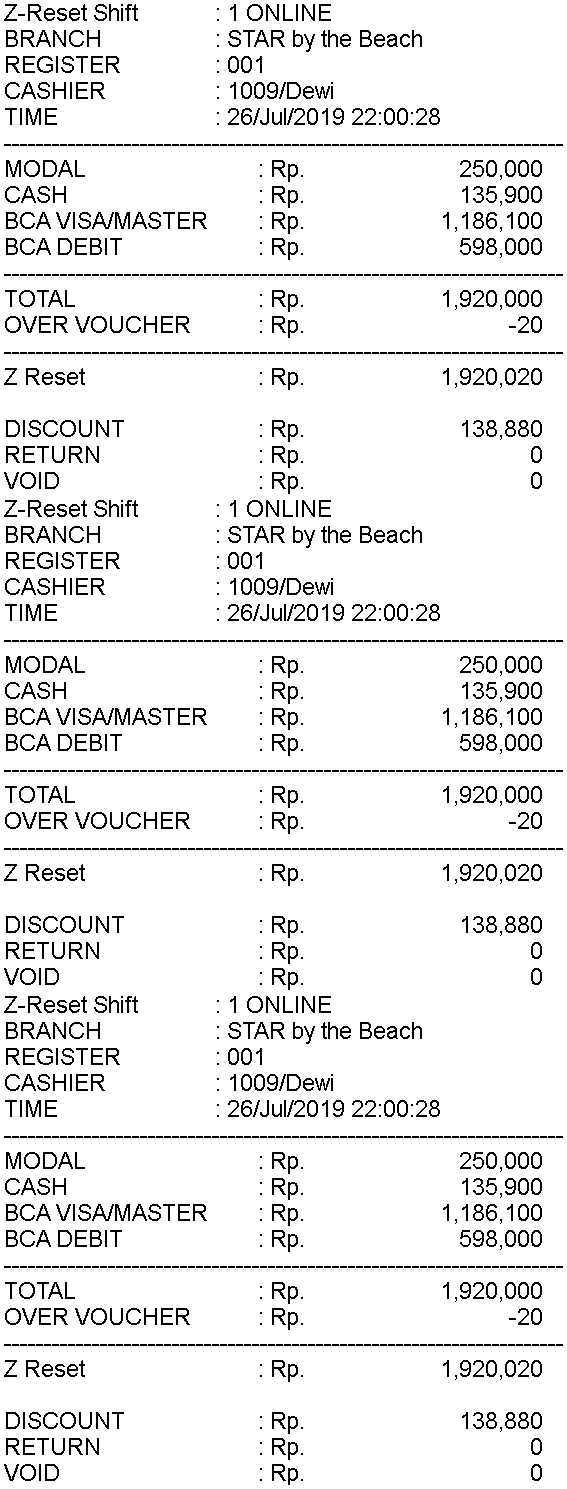 Z-Reset Shift : 1 ONLINE
BRANCH : STAR by the Beach
REGISTER : 001
CASHIER : 1009/Dewi
TIME : 26/Jul/2019 22:00:28
----------------------------------------------------------------------
MODAL : Rp. 250,000
CASH : Rp. 135,900
BCA VISA/MASTER : Rp. 1,186,100
BCA DEBIT : Rp. 598,000
----------------------------------------------------------------------
TOTAL : Rp. 1,920,000
OVER VOUCHER : Rp. -20
----------------------------------------------------------------------
Z Reset : Rp. 1,920,020
DISCOUNT : Rp. 138,880
RETURN : Rp. 0
VOID : Rp. 0
Z-Reset Shift : 1 ONLINE
BRANCH : STAR by the Beach
REGISTER : 001
CASHIER : 1009/Dewi
TIME : 26/Jul/2019 22:00:28
----------------------------------------------------------------------
MODAL : Rp. 250,000
CASH : Rp. 135,900
BCA VISA/MASTER : Rp. 1,186,100
BCA DEBIT : Rp. 598,000
----------------------------------------------------------------------
TOTAL : Rp. 1,920,000
OVER VOUCHER : Rp. -20
----------------------------------------------------------------------
Z Reset : Rp. 1,920,020
DISCOUNT : Rp. 138,880
RETURN : Rp. 0
VOID : Rp. 0
Z-Reset Shift : 1 ONLINE
BRANCH : STAR by the Beach
REGISTER : 001
CASHIER : 1009/Dewi
TIME : 26/Jul/2019 22:00:28
----------------------------------------------------------------------
MODAL : Rp. 250,000
CASH : Rp. 135,900
BCA VISA/MASTER : Rp. 1,186,100
BCA DEBIT : Rp. 598,000
----------------------------------------------------------------------
TOTAL : Rp. 1,920,000
OVER VOUCHER : Rp. -20
----------------------------------------------------------------------
Z Reset : Rp. 1,920,020
DISCOUNT : Rp. 138,880
RETURN : Rp. 0
VOID : Rp. 0